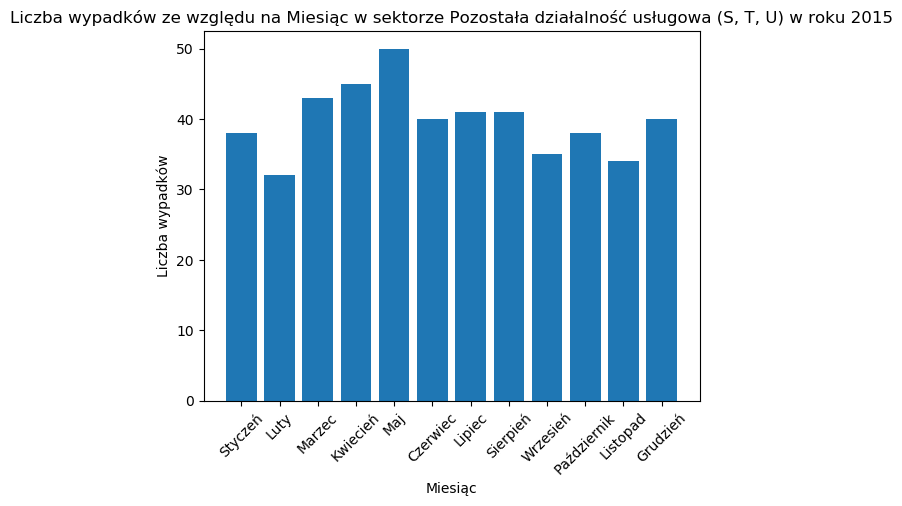 Liczba wypadków ze względu na Miesiąc w sektorze Pozostała działalność usługowa (S, T, U) w roku 2015
Liczba wypadków
50
40
30
20
10
0
Styczeń
Luty
Marzec
Kwiecień
Maj
Czerwiec
Lipiec
Sierpień
Wrzesień
Październik
Listopad
Grudzień
Miesiąc